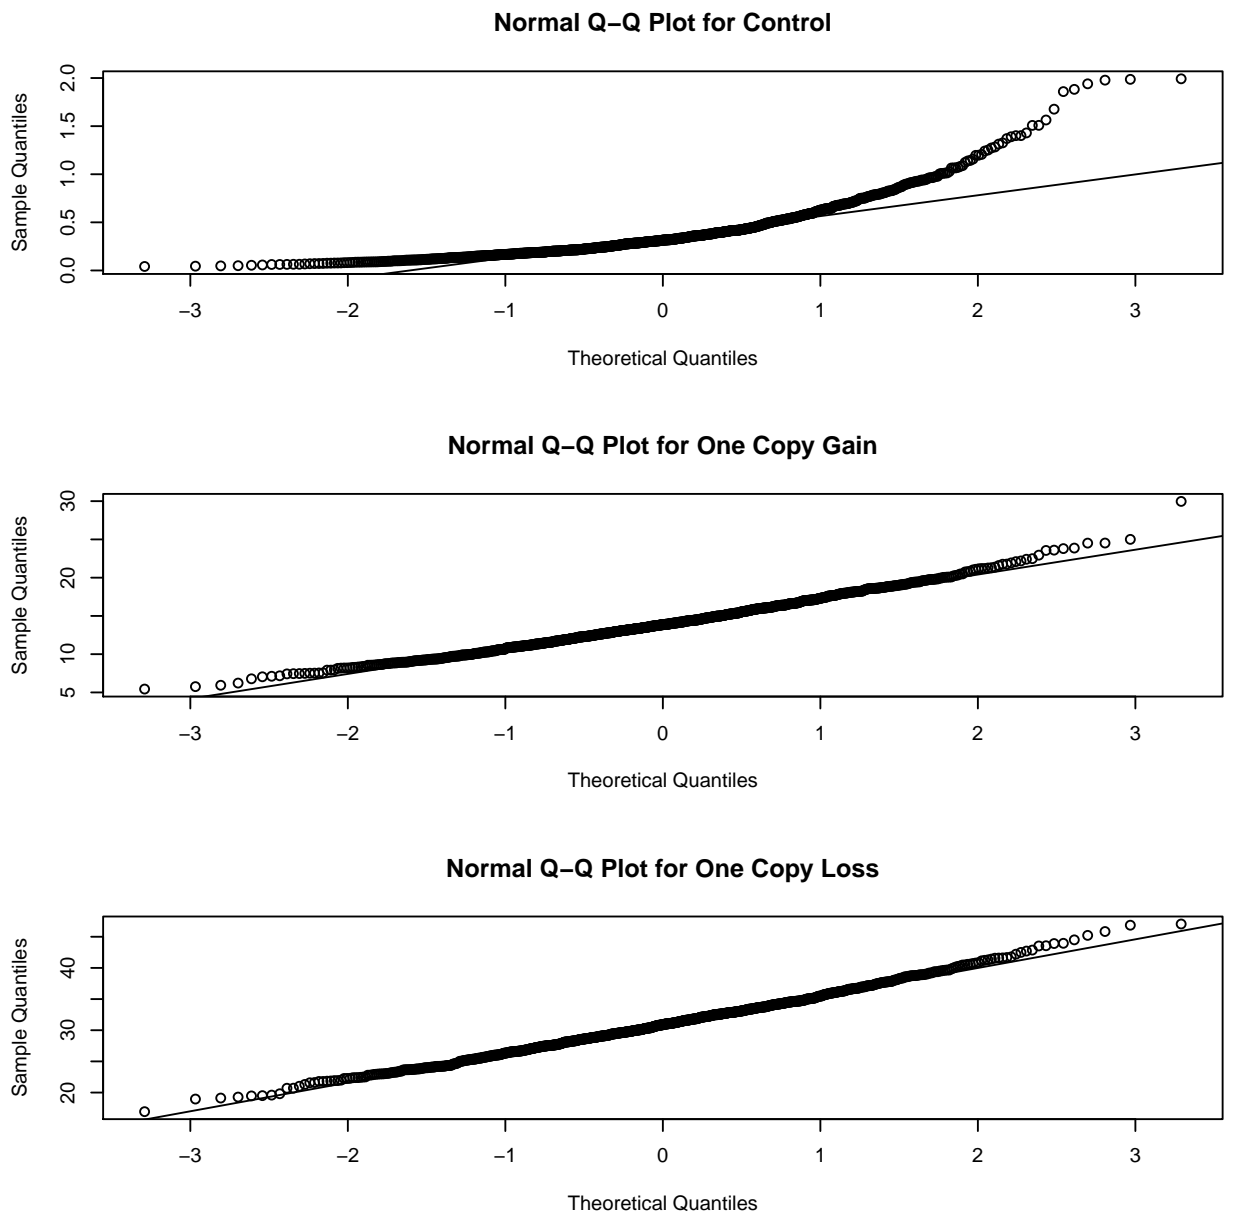 Normal Q−Q Plot for Control
Sample Quantiles
2.0
1.5
1.0
0.5
0.0
−3 −2 −1 0 1 2 3
Theoretical Quantiles
Normal Q−Q Plot for One Copy Gain
Sample Quantiles
30
20
10
5
−3 −2 −1 0 1 2 3
Theoretical Quantiles
Normal Q−Q Plot for One Copy Loss
Sample Quantiles
40
30
20
−3 −2 −1 0 1 2 3
Theoretical Quantiles